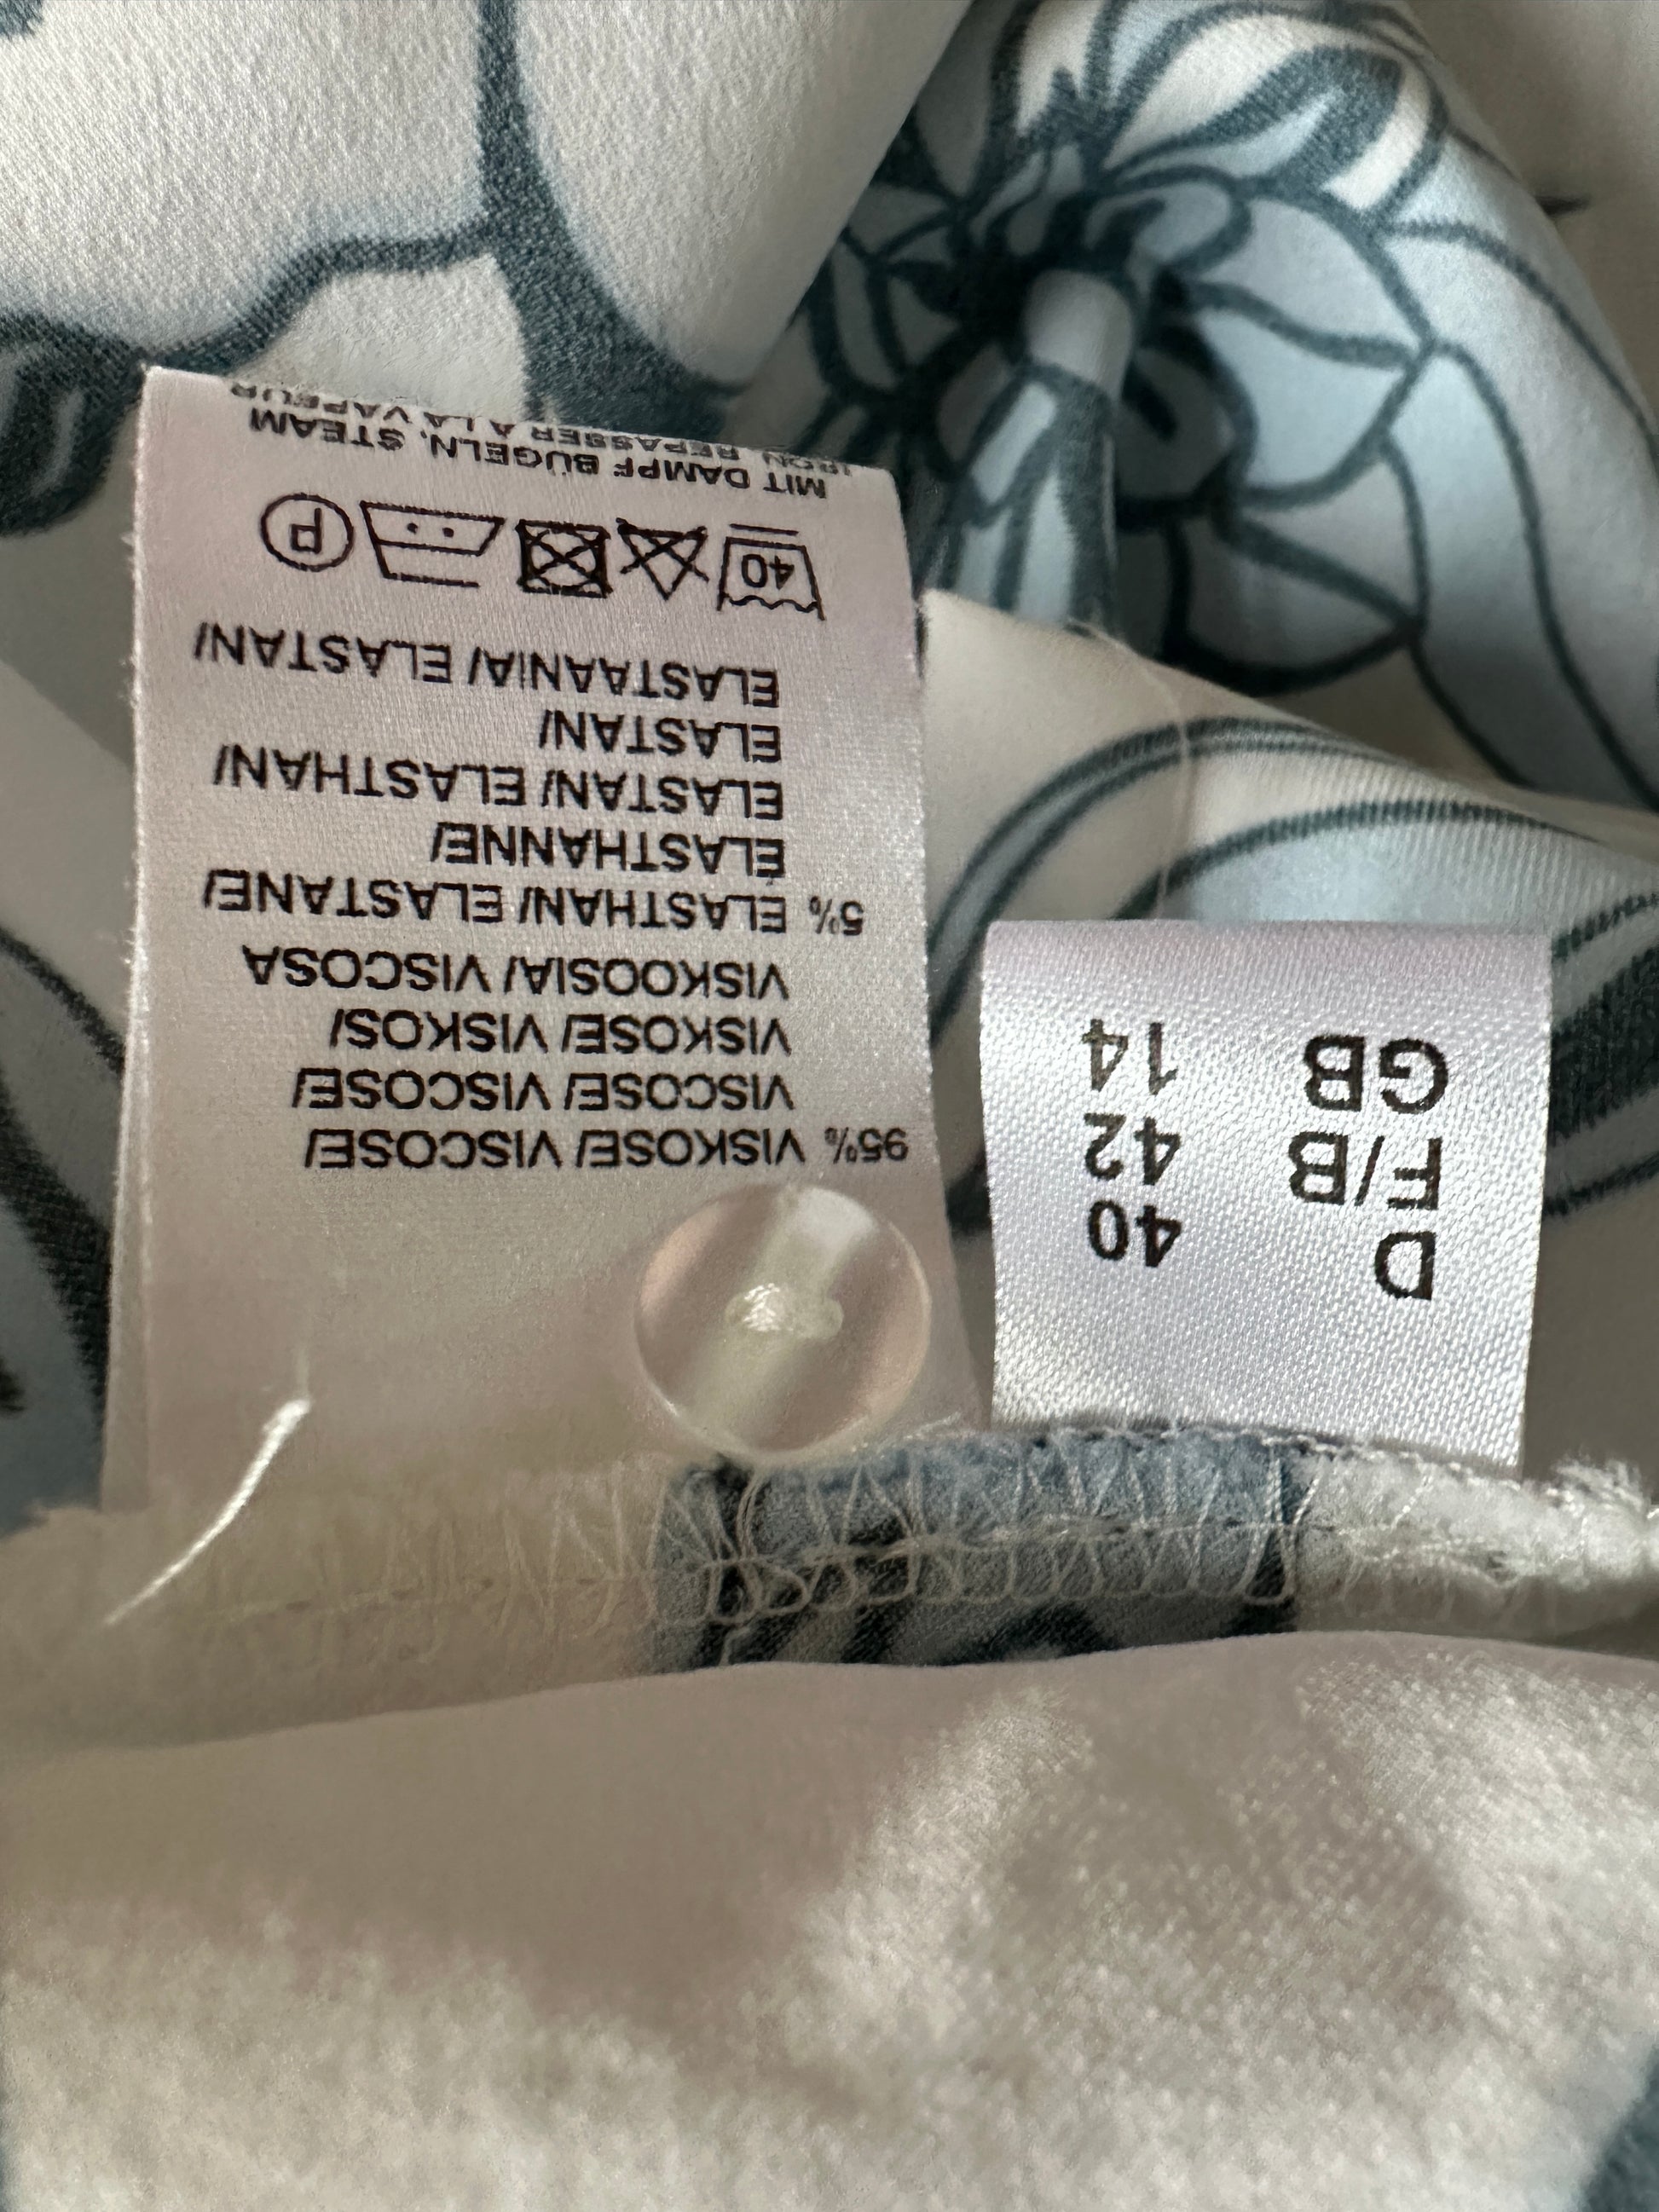 95% VISKOSE/ VISCOSE/
VISCOSE/ VISCOSE/
VISKOSE/ VISKOS/
VISKOOSIA/ VISCOSA
5% ELASTHAN/ ELASTANE/
ÉLASTHANNE/
ELASTAN/ ELASTHAN/
ELASTAN/
ELASTAANIA/ ELASTAN/
40
P
MIT DAMPF BÜGELN, STEAM
IRON, REPASSER A LA VAPEUR
D 40
F/B 42
GB 14